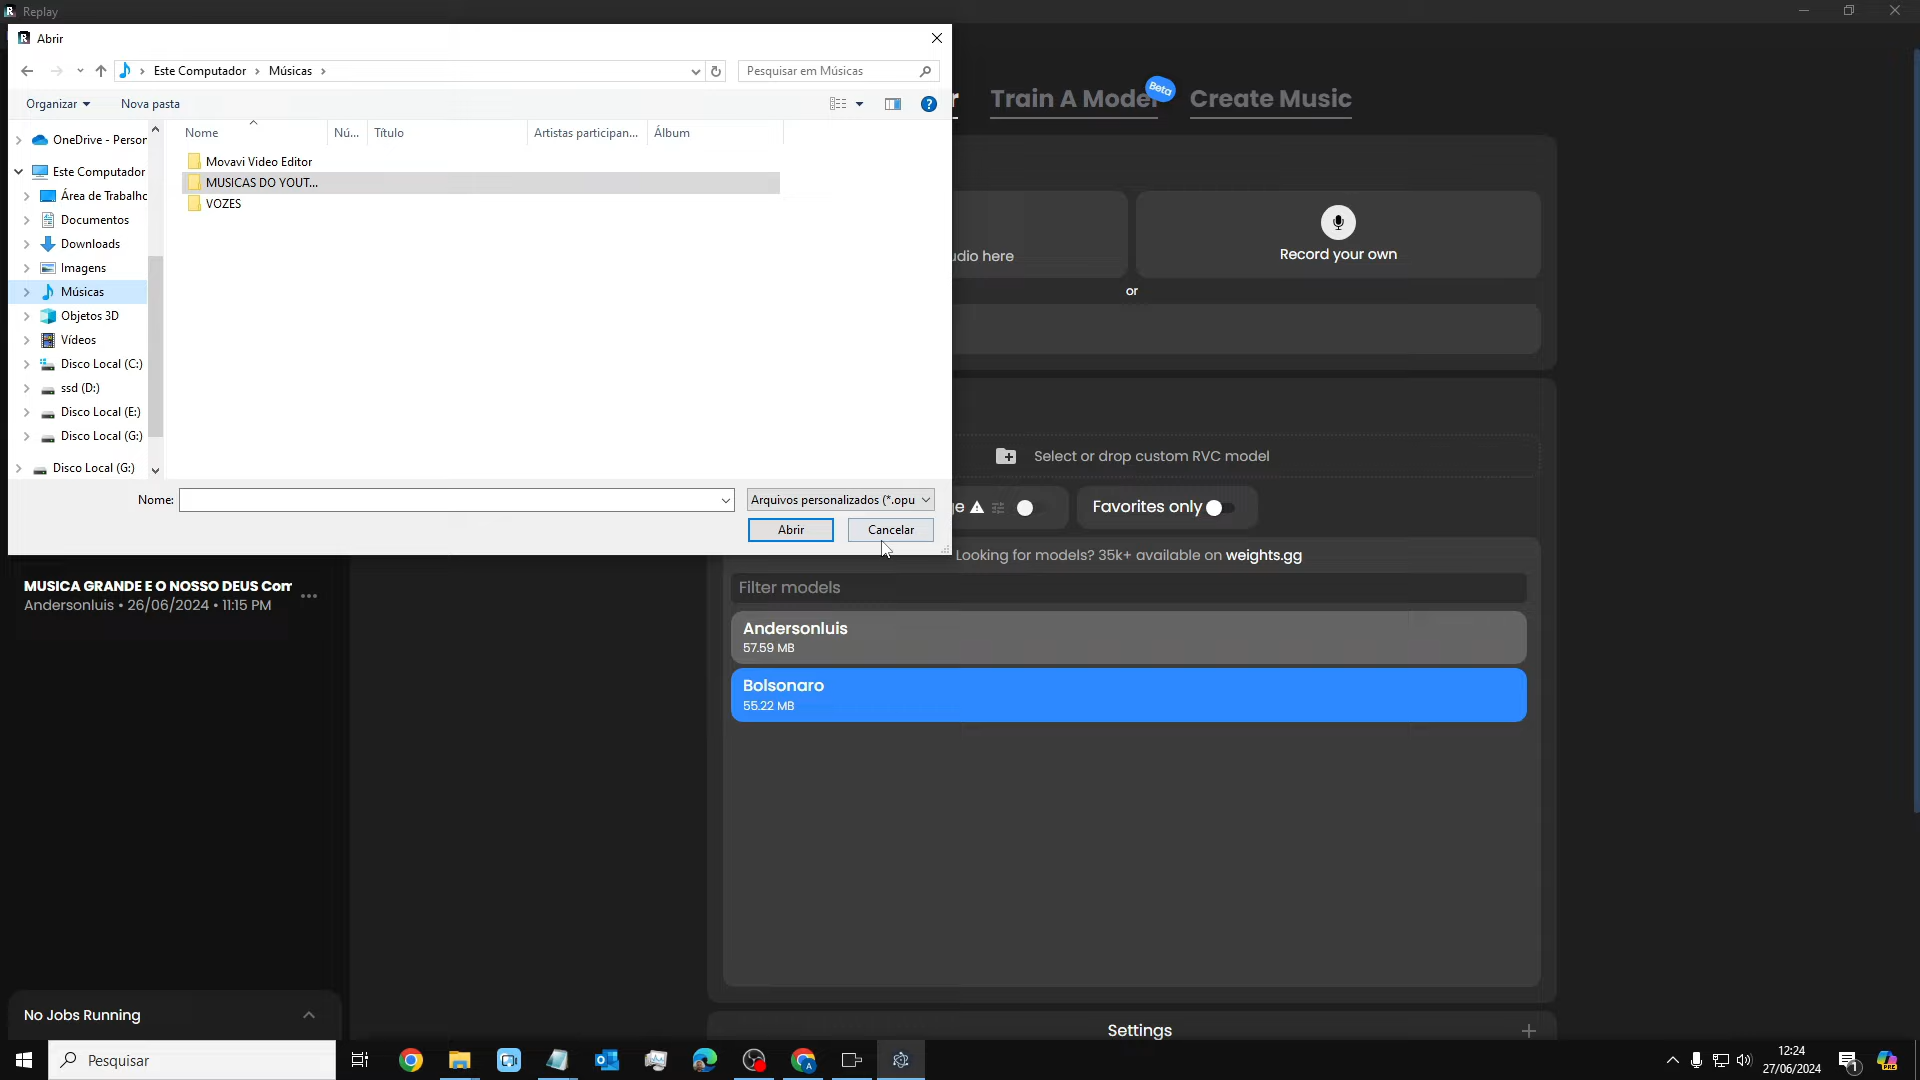 Replay
Abrir
Este Computador
Músicas
Pesquisar em Músicas
Organizar
Nova pasta
Nome
Nú...
Título
Artistas participan...
Álbum
OneDrive - Person
Este Computador
Área de Trabalho
Documentos
Downloads
Imagens
Músicas
Objetos 3D
Vídeos
Disco Local (C:)
ssd (D:)
Disco Local (E:)
Disco Local (G:)
Disco Local (G:)
Movavi Video Editor
MUSICAS DO YOUT...
VOZES
Nome:
Arquivos personalizados (*.opu
Abrir
Cancelar
r
Train A Model
Beta
Create Music
udio here
Record your own
or
Select or drop custom RVC model
ge
Favorites only
Looking for models? 35k+ available on weights.gg
Filter models
Andersonluis
57.59 MB
Bolsonaro
55.22 MB
Settings
MUSICA GRANDE E O NOSSO DEUS Com
Andersonluis • 26/06/2024 • 11:15 PM
No Jobs Running
Pesquisar
12:24
27/06/2024
1